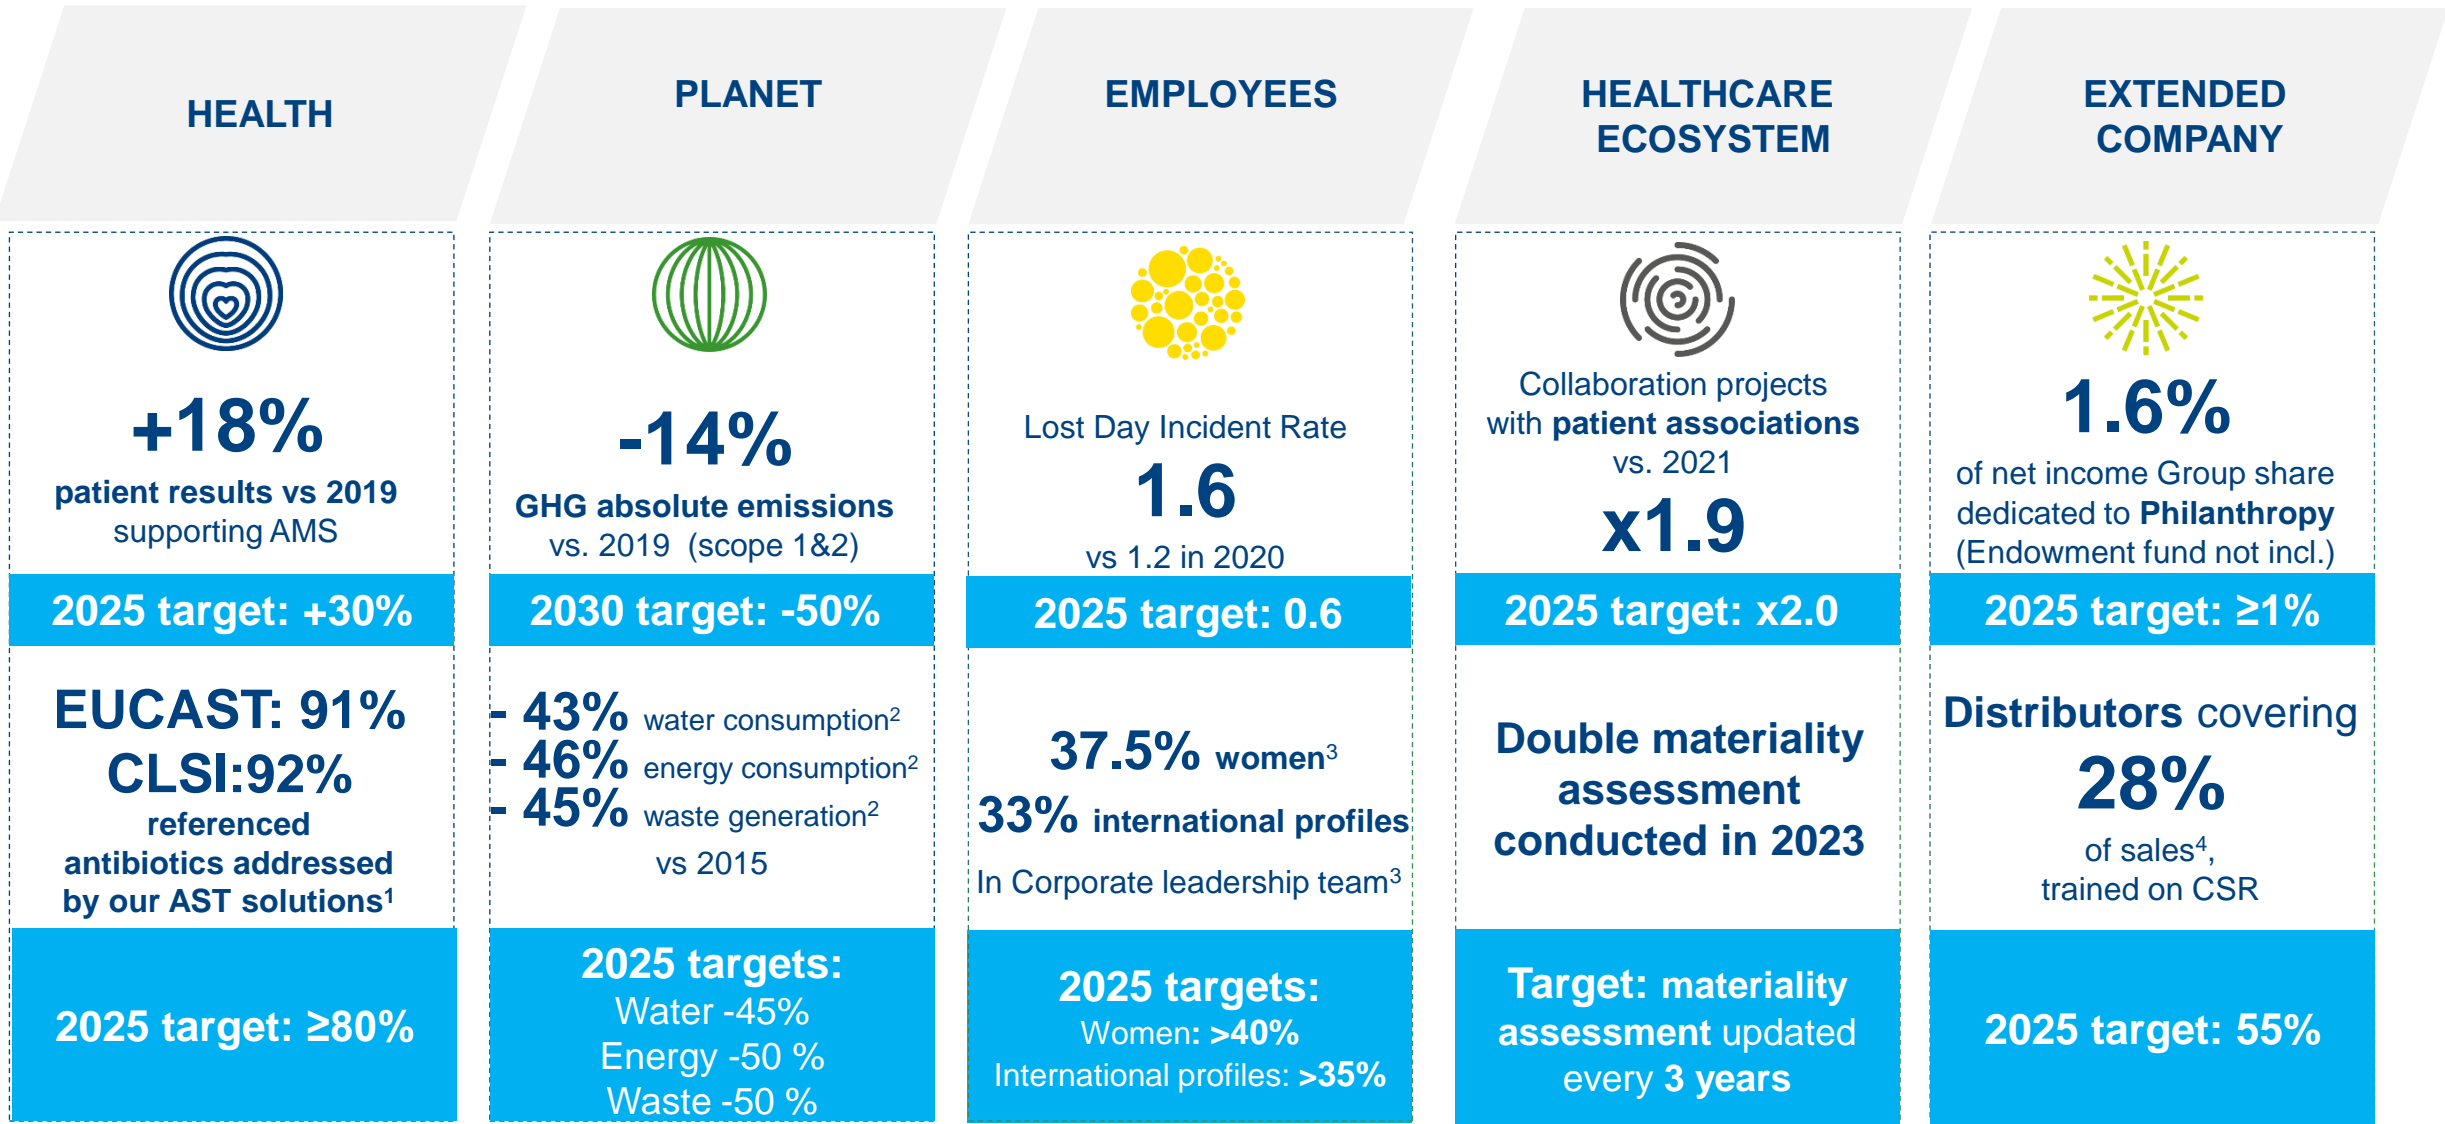 HEALTH
+18%
patient results vs 2019
supporting AMS
2025 target: +30%
EUCAST: 91%
CLSI:92%
referenced
antibiotics addressed
by our AST solutions¹
2025 target: ≥80%
PLANET
-14%
GHG absolute emissions
vs. 2019 (scope 1&2)
2030 target: -50%
- 43% water consumption²
- 46% energy consumption²
- 45% waste generation²
vs 2015
2025 targets:
Water -45%
Energy -50 %
Waste -50 %
EMPLOYEES
Lost Day Incident Rate
1.6
vs 1.2 in 2020
2025 target: 0.6
37.5% women³
33% international profiles
In Corporate leadership team³
2025 targets:
Women: >40%
International profiles: >35%
HEALTHCARE
ECOSYSTEM
Collaboration projects
with patient associations
vs. 2021
x1.9
2025 target: x2.0
Double materiality
assessment
conducted in 2023
Target: materiality
assessment updated
every 3 years
EXTENDED
COMPANY
1.6%
of net income Group share
dedicated to Philanthropy
(Endowment fund not incl.)
2025 target: ≥1%
Distributors covering
28%
of sales⁴,
trained on CSR
2025 target: 55%